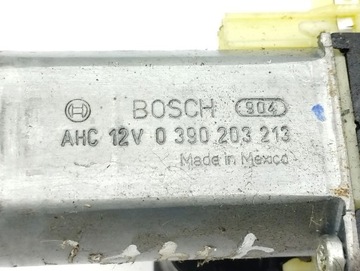 BOSCH 904
AHC 12V 0 390 203 213
Made in Mexico